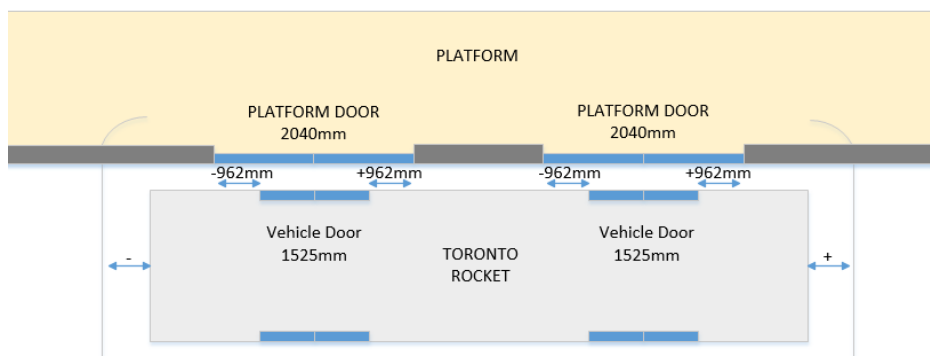 PLATFORM
PLATFORM DOOR
2040mm
PLATFORM DOOR
2040mm
-962mm
+962mm
-962mm
+962mm
Vehicle Door
1525mm
TORONTO
ROCKET
Vehicle Door
1525mm
-
+